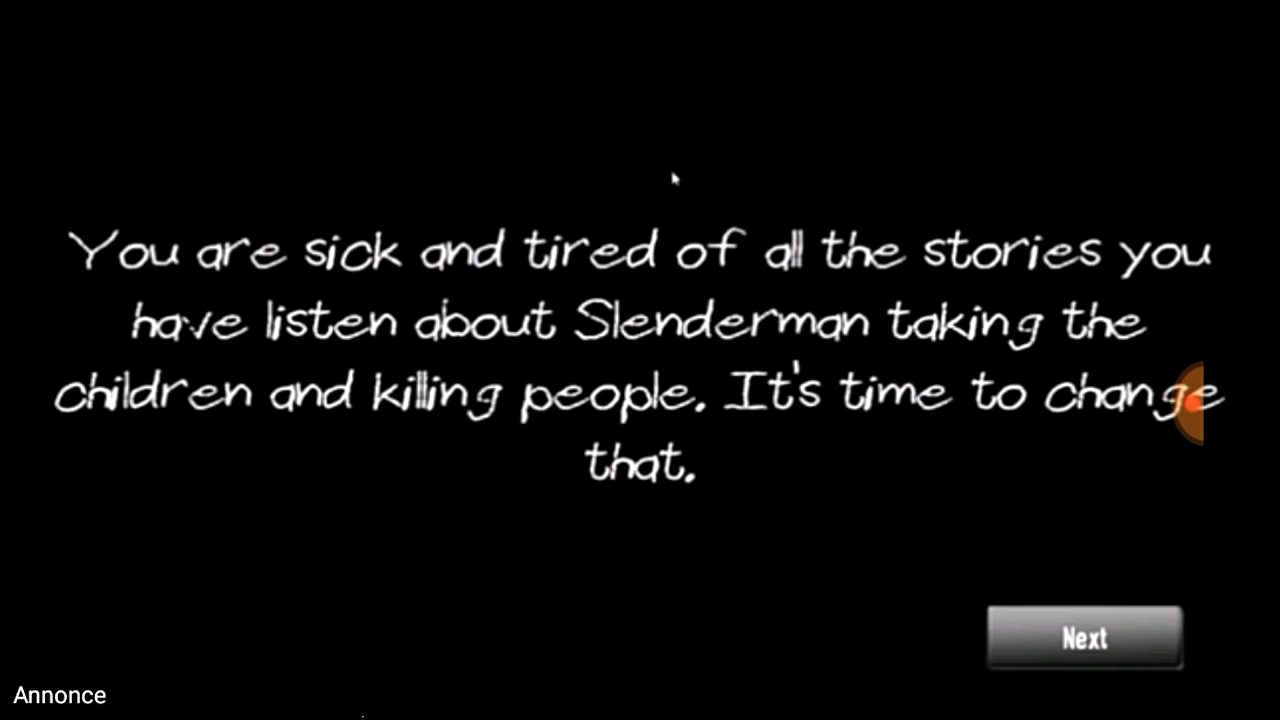 You are sick and tired of all the stories you
have listen about Slenderman taking the
children and killing people. It's time to change
that.
Next
Annonce